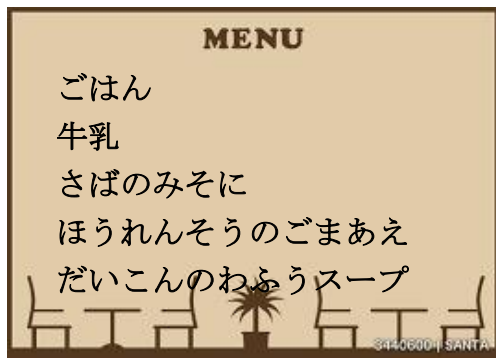 MENU
ごはん
牛乳
さばのみそに
ほうれんそうのごまあえ
だいこんのわふうスープ
3440600 | SANTA